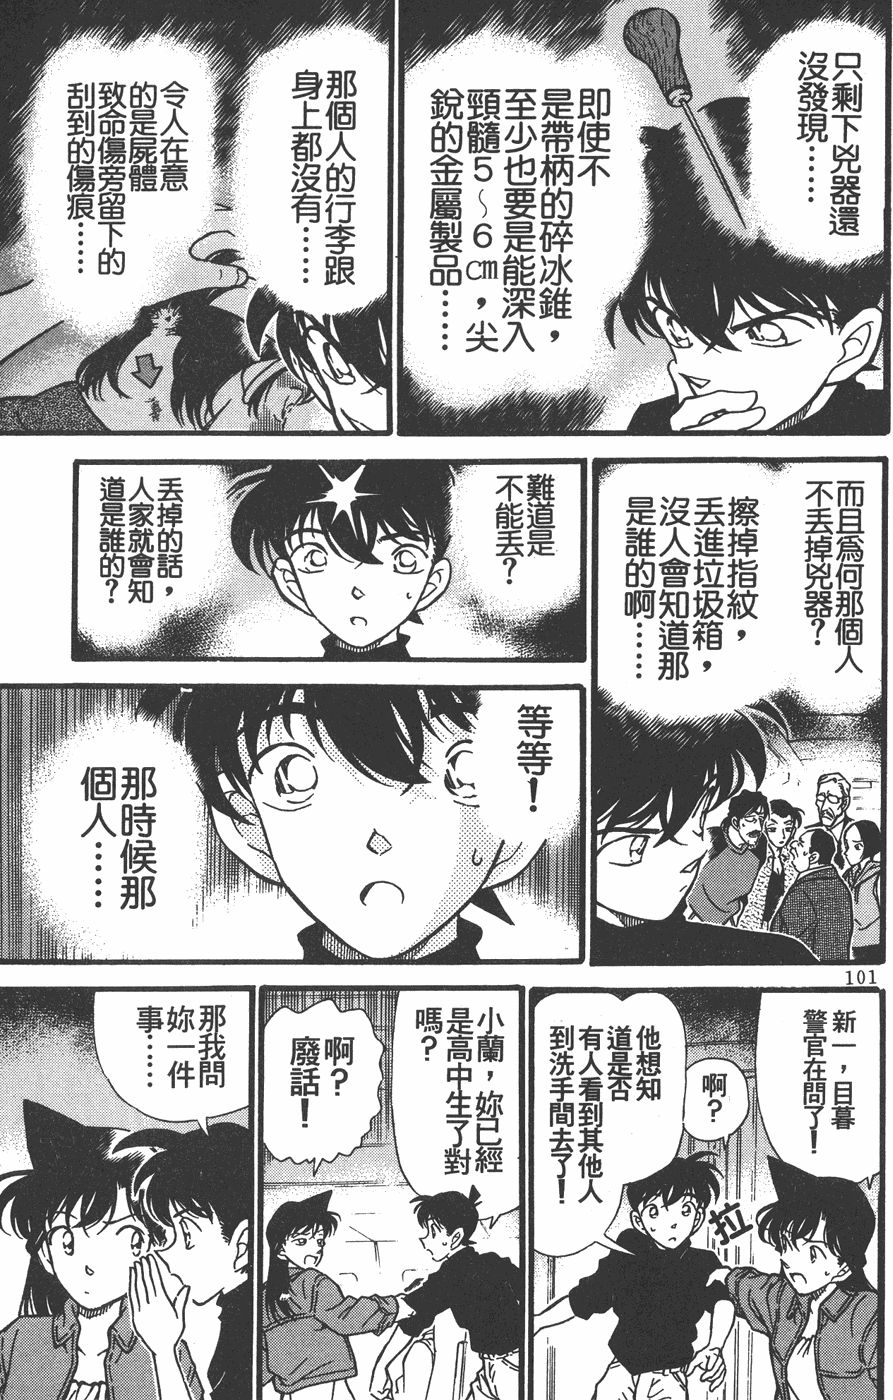 只剩下兇器還
沒發現……
即使不
是帶柄的碎冰錐，
至少也要是能深入
頸髓5～6cm，尖
銳的金屬製品……
那個人的行李跟
身上都沒有……
令人在意
的是屍體
致命傷旁留下的
刮到的傷痕……
而且為何那個人
不丟掉兇器？
擦掉指紋，
丟進垃圾箱，
沒人會知道那
是誰的啊……
難道是
不能丟？
丟掉的話，
人家就會知
道是誰的？
等等！
那時候那
個人……
101
新一，目暮
警官在問了！
啊？
他想知
道是否
有人看到其他人
到洗手間去了！
拉
小蘭，妳已經
是高中生了對
嗎？
啊？
廢話！
那我問
妳一件
事……